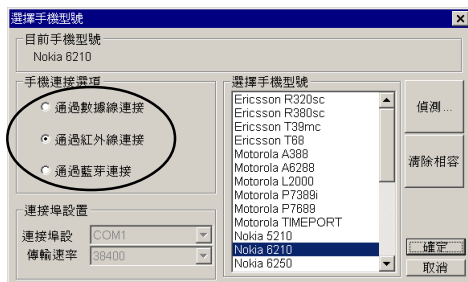 選擇手機型號
目前手機型號
Nokia 6210
手機連接選項
通過數據線連接
通過紅外線連接
通過藍芽連接
連接埠設置
連接埠設 COM1
傳輸速率 38400
選擇手機型號
Ericsson R320sc
Ericsson R380sc
Ericsson T39mc
Ericsson T68
Motorola A388
Motorola A6288
Motorola L2000
Motorola P7389i
Motorola P7689
Motorola TIMEPORT
Nokia 5210
Nokia 6210
Nokia 6250
偵測...
清除相容
確定
取消